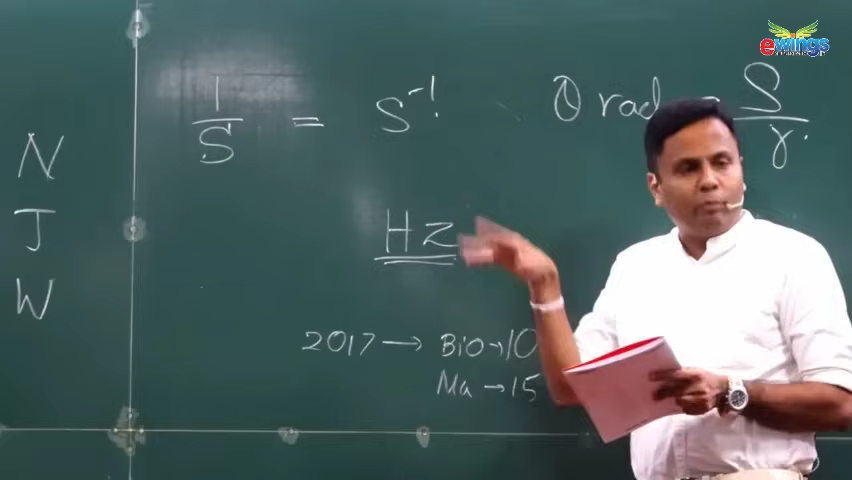 ewings
N
J
W
1/S = S⁻¹
θ rad = S/r
Hz
2017 → Bio → 10
Ma → 15